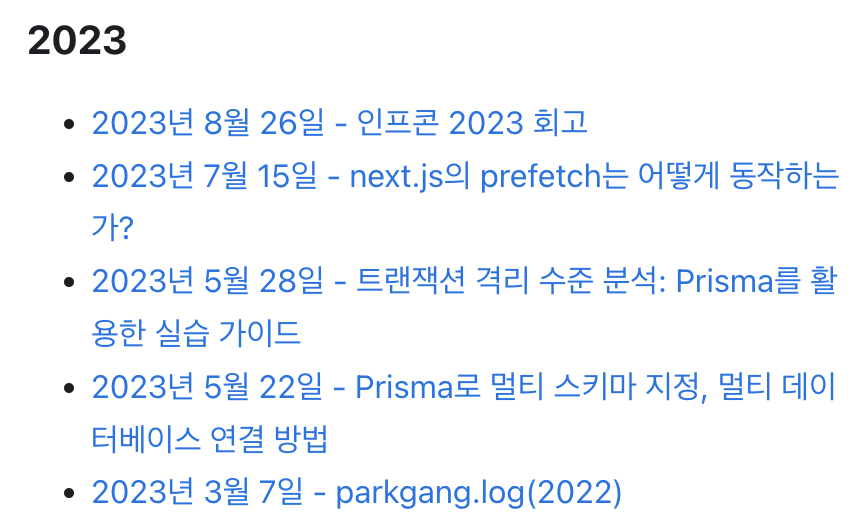 2023
2023년 8월 26일 - 인프콘 2023 회고
2023년 7월 15일 - next.js의 prefetch는 어떻게 동작하는
가?
2023년 5월 28일 - 트랜잭션 격리 수준 분석: Prisma를 활
용한 실습 가이드
2023년 5월 22일 - Prisma로 멀티 스키마 지정, 멀티 데이
터베이스 연결 방법
2023년 3월 7일 - parkgang.log(2022)